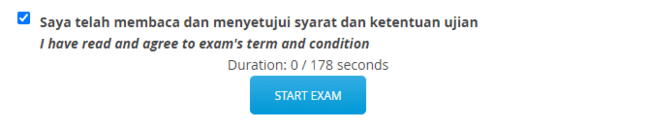 Saya telah membaca dan menyetujui syarat dan ketentuan ujian
I have read and agree to exam's term and condition
Duration: 0 / 178 seconds
START EXAM